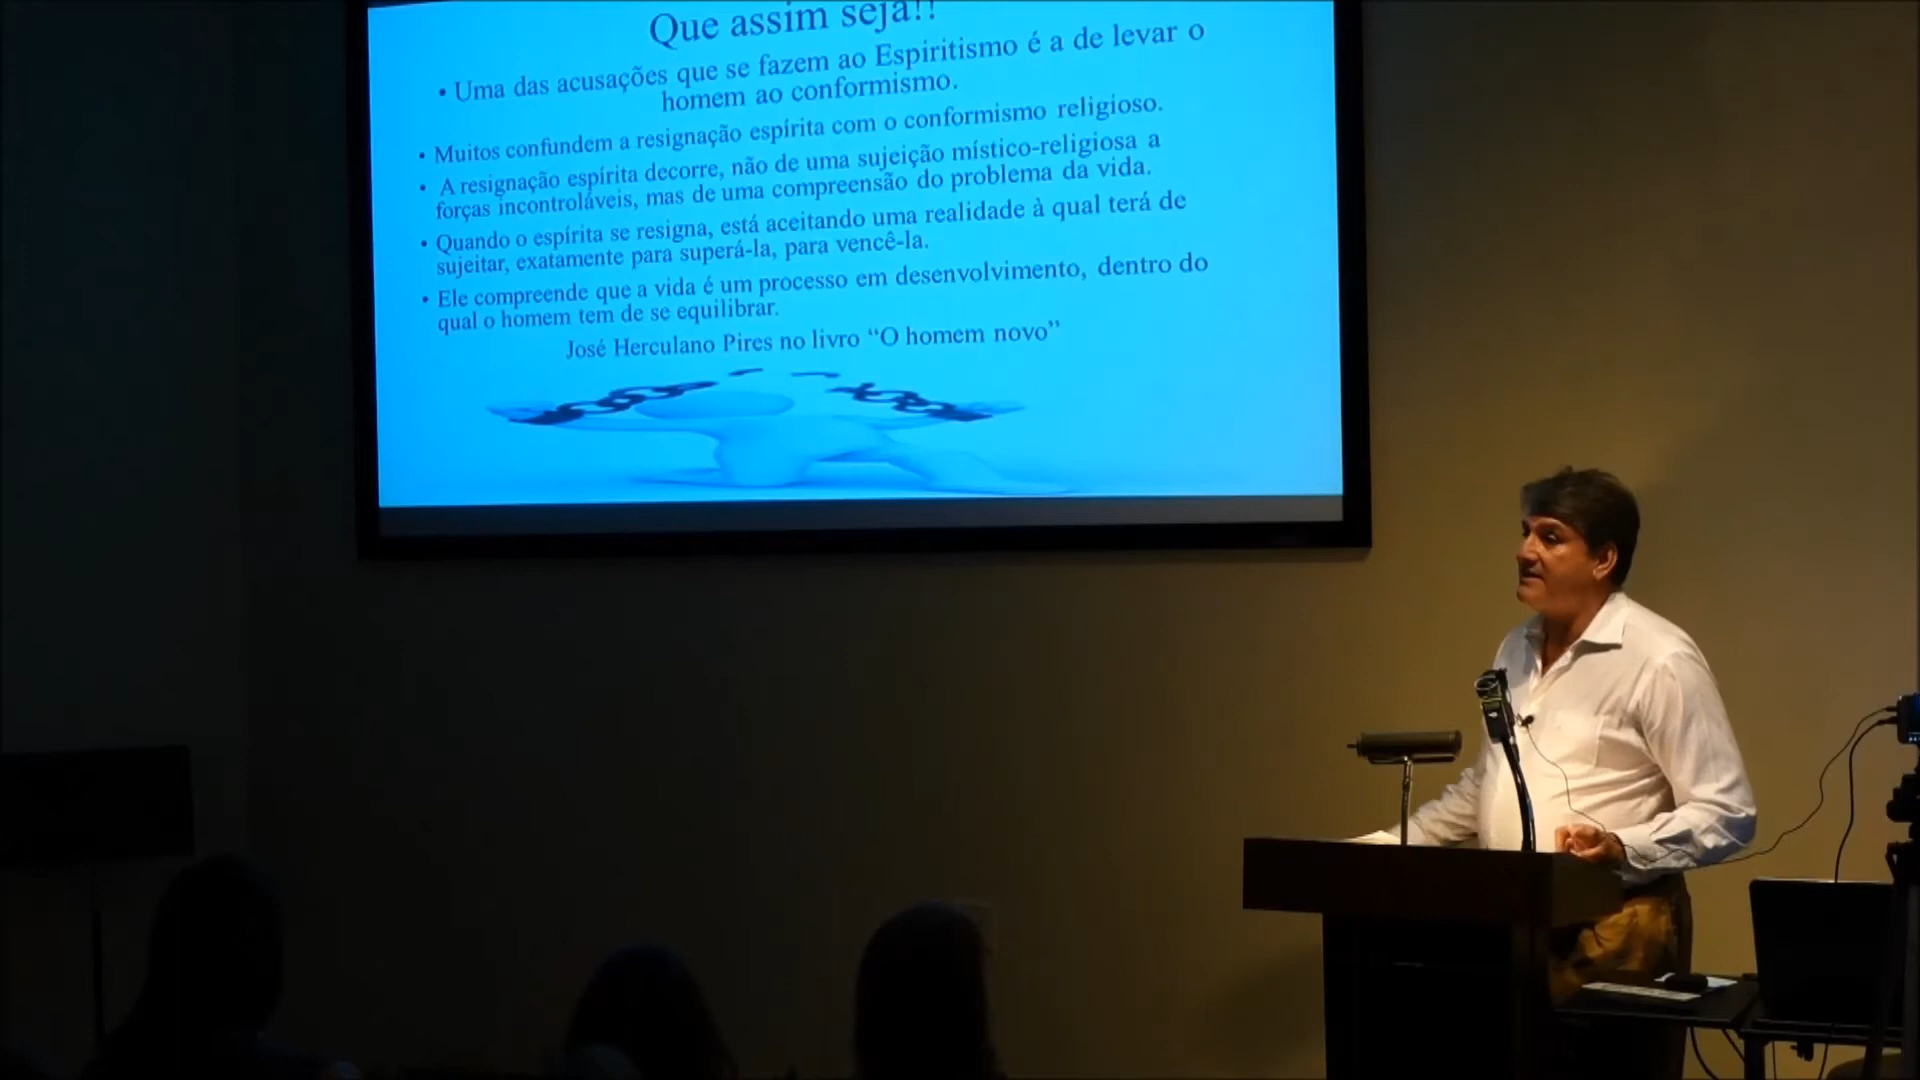 Que assim seja!!
• Uma das acusações que se fazem ao Espiritismo é a de levar o
homem ao conformismo.
• Muitos confundem a resignação espírita com o conformismo religioso.
• A resignação espírita decorre, não de uma sujeição místico-religiosa a
forças incontroláveis, mas de uma compreensão do problema da vida.
• Quando o espírita se resigna, está aceitando uma realidade à qual terá de
sujeitar, exatamente para superá-la, para vencê-la.
• Ele compreende que a vida é um processo em desenvolvimento, dentro do
qual o homem tem de se equilibrar.
José Herculano Pires no livro “O homem novo”